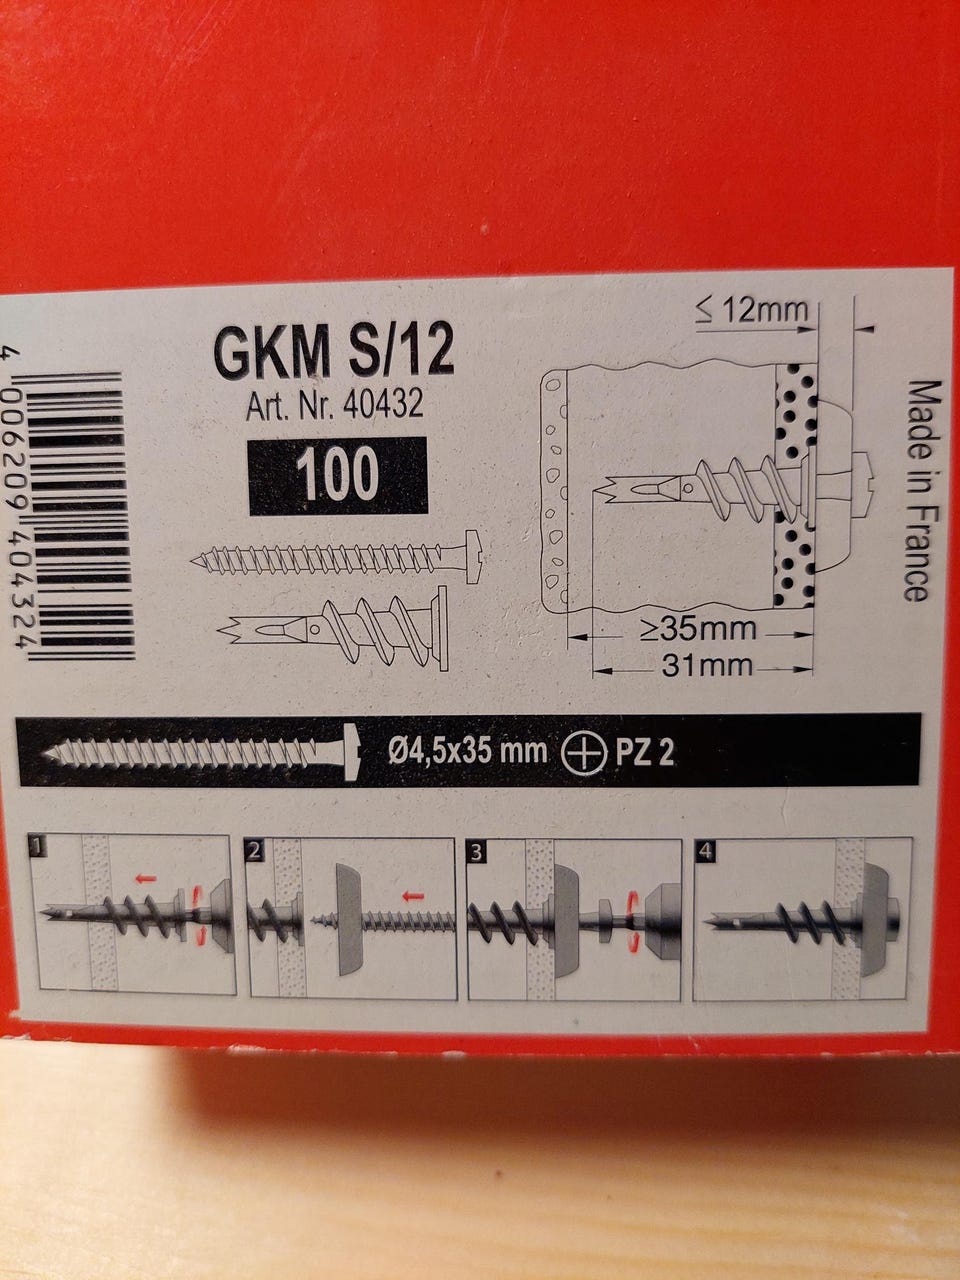 GKM S/12
Art. Nr. 40432
100
4 006209 404324
≤ 12mm
Made in France
≥35mm
31mm
Ø4,5x35 mm PZ 2
1
2
3
4